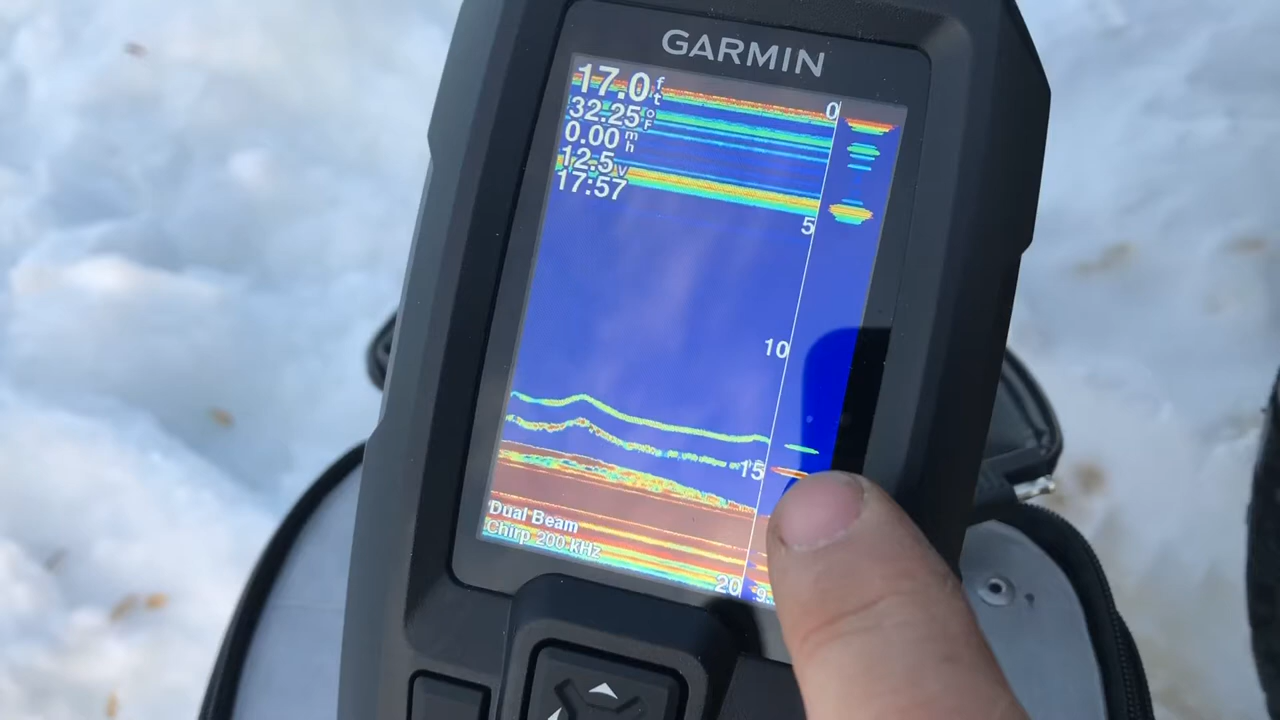 GARMIN
17.0 ft
32.25 °F
0.00 mh
12.5 v
17:57
0
5
10
15
20
Dual Beam
Chirp 200 kHz